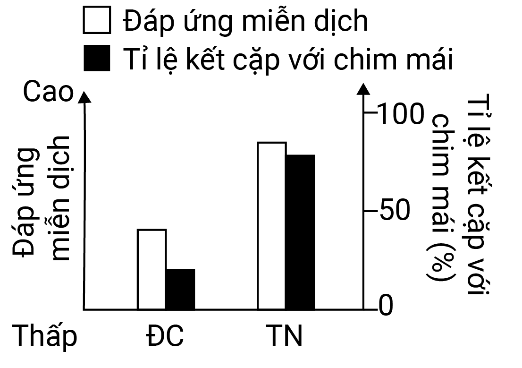 Đáp ứng miễn dịch
Tỉ lệ kết cặp với chim mái
Cao
Đáp ứng
miễn dịch
Thấp
ĐC
TN
100
50
0
Tỉ lệ kết cặp với
chim mái (%)